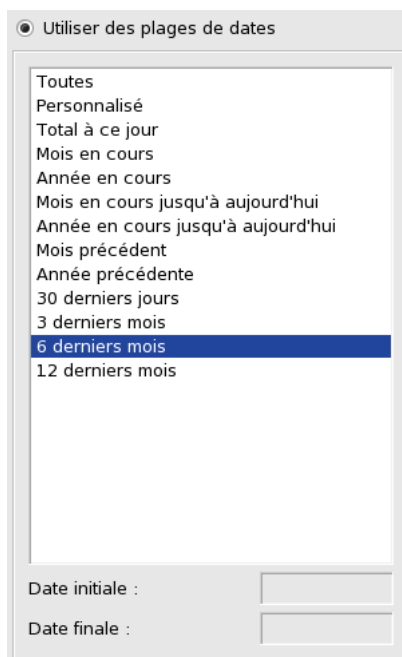 Utiliser des plages de dates
Toutes
Personnalisé
Total à ce jour
Mois en cours
Année en cours
Mois en cours jusqu'à aujourd'hui
Année en cours jusqu'à aujourd'hui
Mois précédent
Année précédente
30 derniers jours
3 derniers mois
6 derniers mois
12 derniers mois
Date initiale :
Date finale :